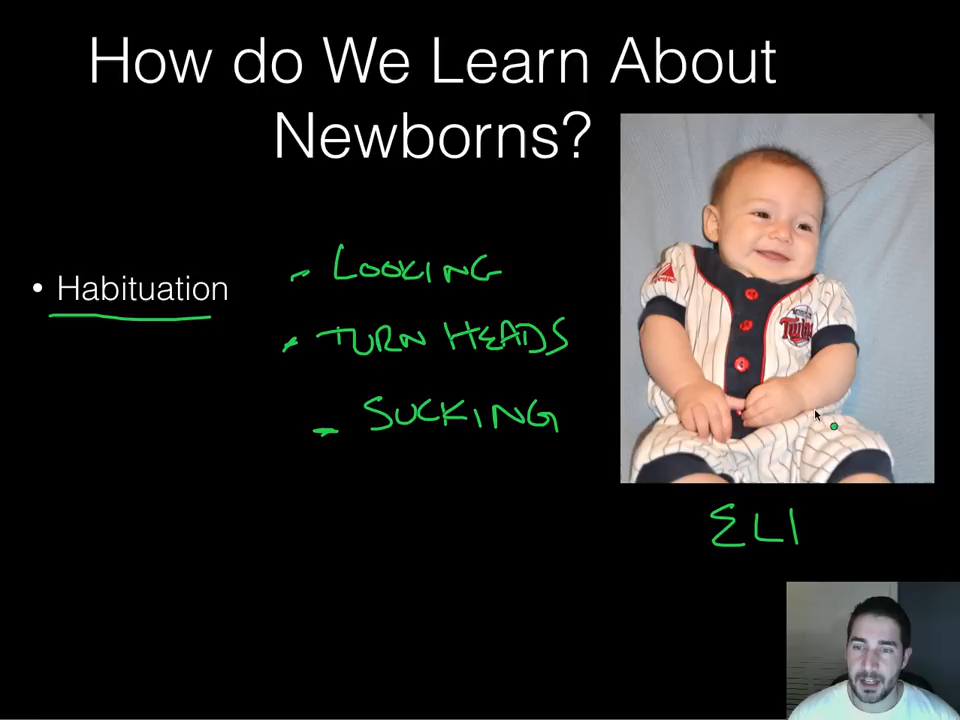 How do We Learn About
Newborns?
• Habituation
- LOOKING
- TURN HEADS
- SUCKING
Twins
ELI